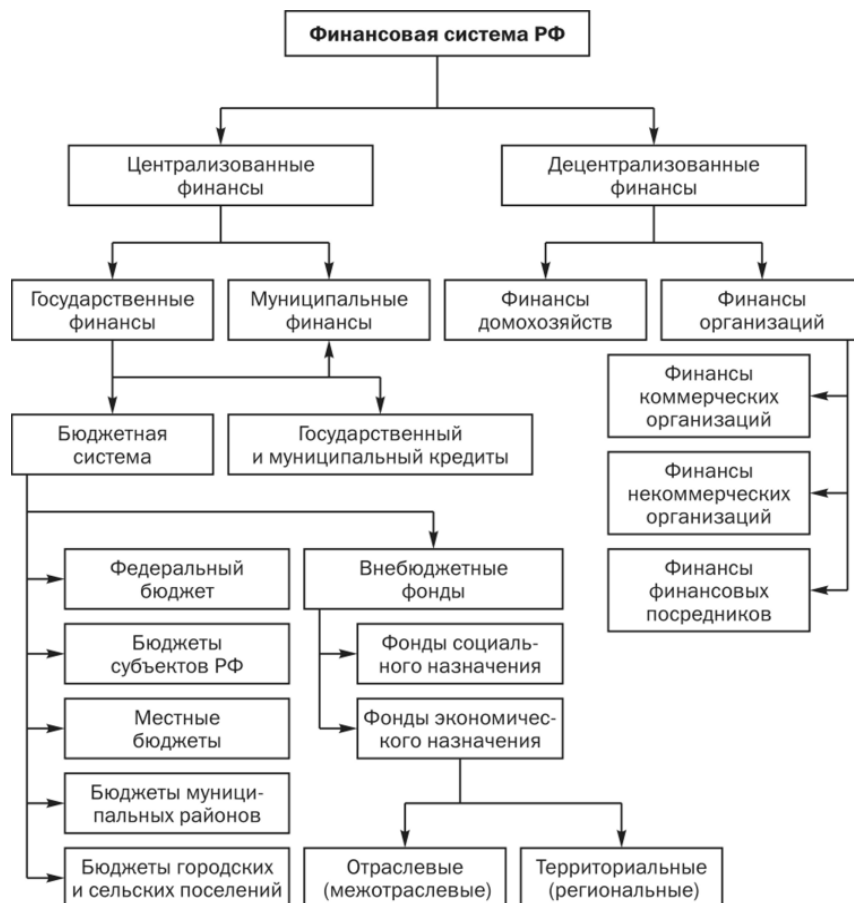 Финансовая система РФ
Централизованные
финансы
Децентрализованные
финансы
Государственные
финансы
Муниципальные
финансы
Финансы
домохозяйств
Финансы
организаций
Финансы
коммерческих
организаций
Бюджетная
система
Государственный
и муниципальный кредиты
Финансы
некоммерческих
организаций
Финансы
финансовых
посредников
Федеральный
бюджет
Внебюджетные
фонды
Бюджеты
субъектов РФ
Фонды социаль-
ного назначения
Местные
бюджеты
Фонды экономичес-
кого назначения
Бюджеты муници-
пальных районов
Бюджеты городских
и сельских поселений
Отраслевые
(межотраслевые)
Территориальные
(региональные)